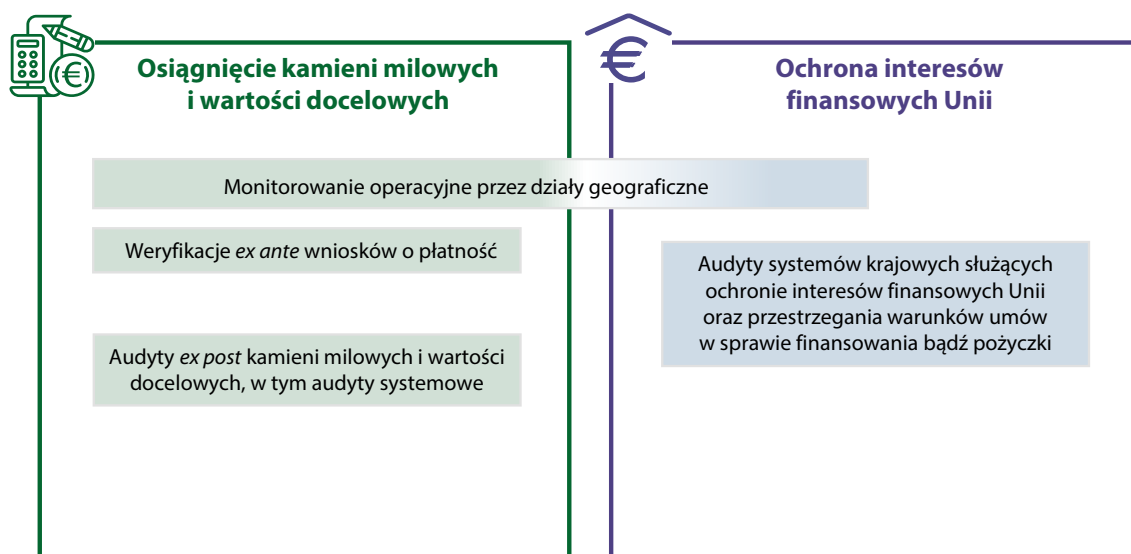 Osiągnięcie kamieni milowych
i wartości docelowych
Ochrona interesów
finansowych Unii
Monitorowanie operacyjne przez działy geograficzne
Weryfikacje ex ante wniosków o płatność
Audyty systemów krajowych służących
ochronie interesów finansowych Unii
oraz przestrzegania warunków umów
w sprawie finansowania bądź pożyczki
Audyty ex post kamieni milowych i wartości
docelowych, w tym audyty systemowe